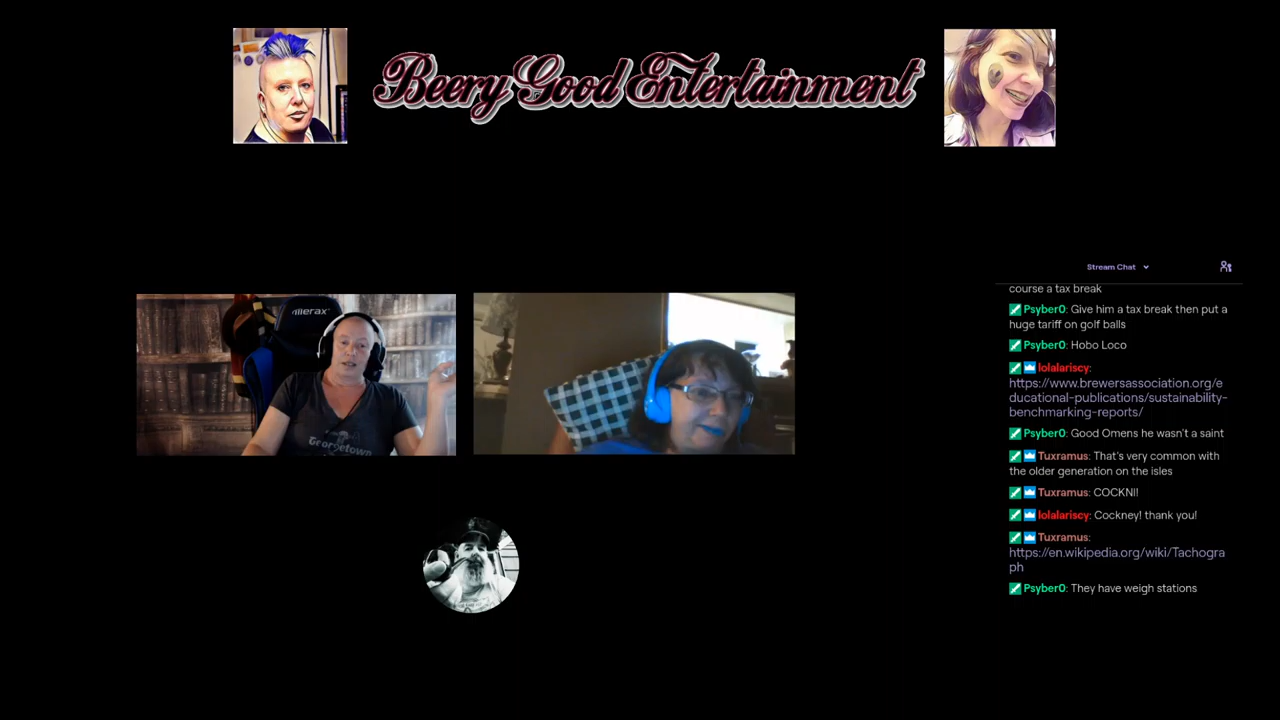 Beery Good Entertainment
Stream Chat
course a tax break
Psyber0: Give him a tax break then put a
huge tariff on golf balls
Psyber0: Hobo Loco
lolalariscy:
https://www.brewersassociation.org/e
ducational-publications/sustainability-
benchmarking-reports/
Psyber0: Good Omens he wasn't a saint
Tuxramus: That's very common with
the older generation on the isles
Tuxramus: COCKNI!
lolalariscy: Cockney! thank you!
Tuxramus:
https://en.wikipedia.org/wiki/Tachogra
ph
Psyber0: They have weigh stations
Georgetown